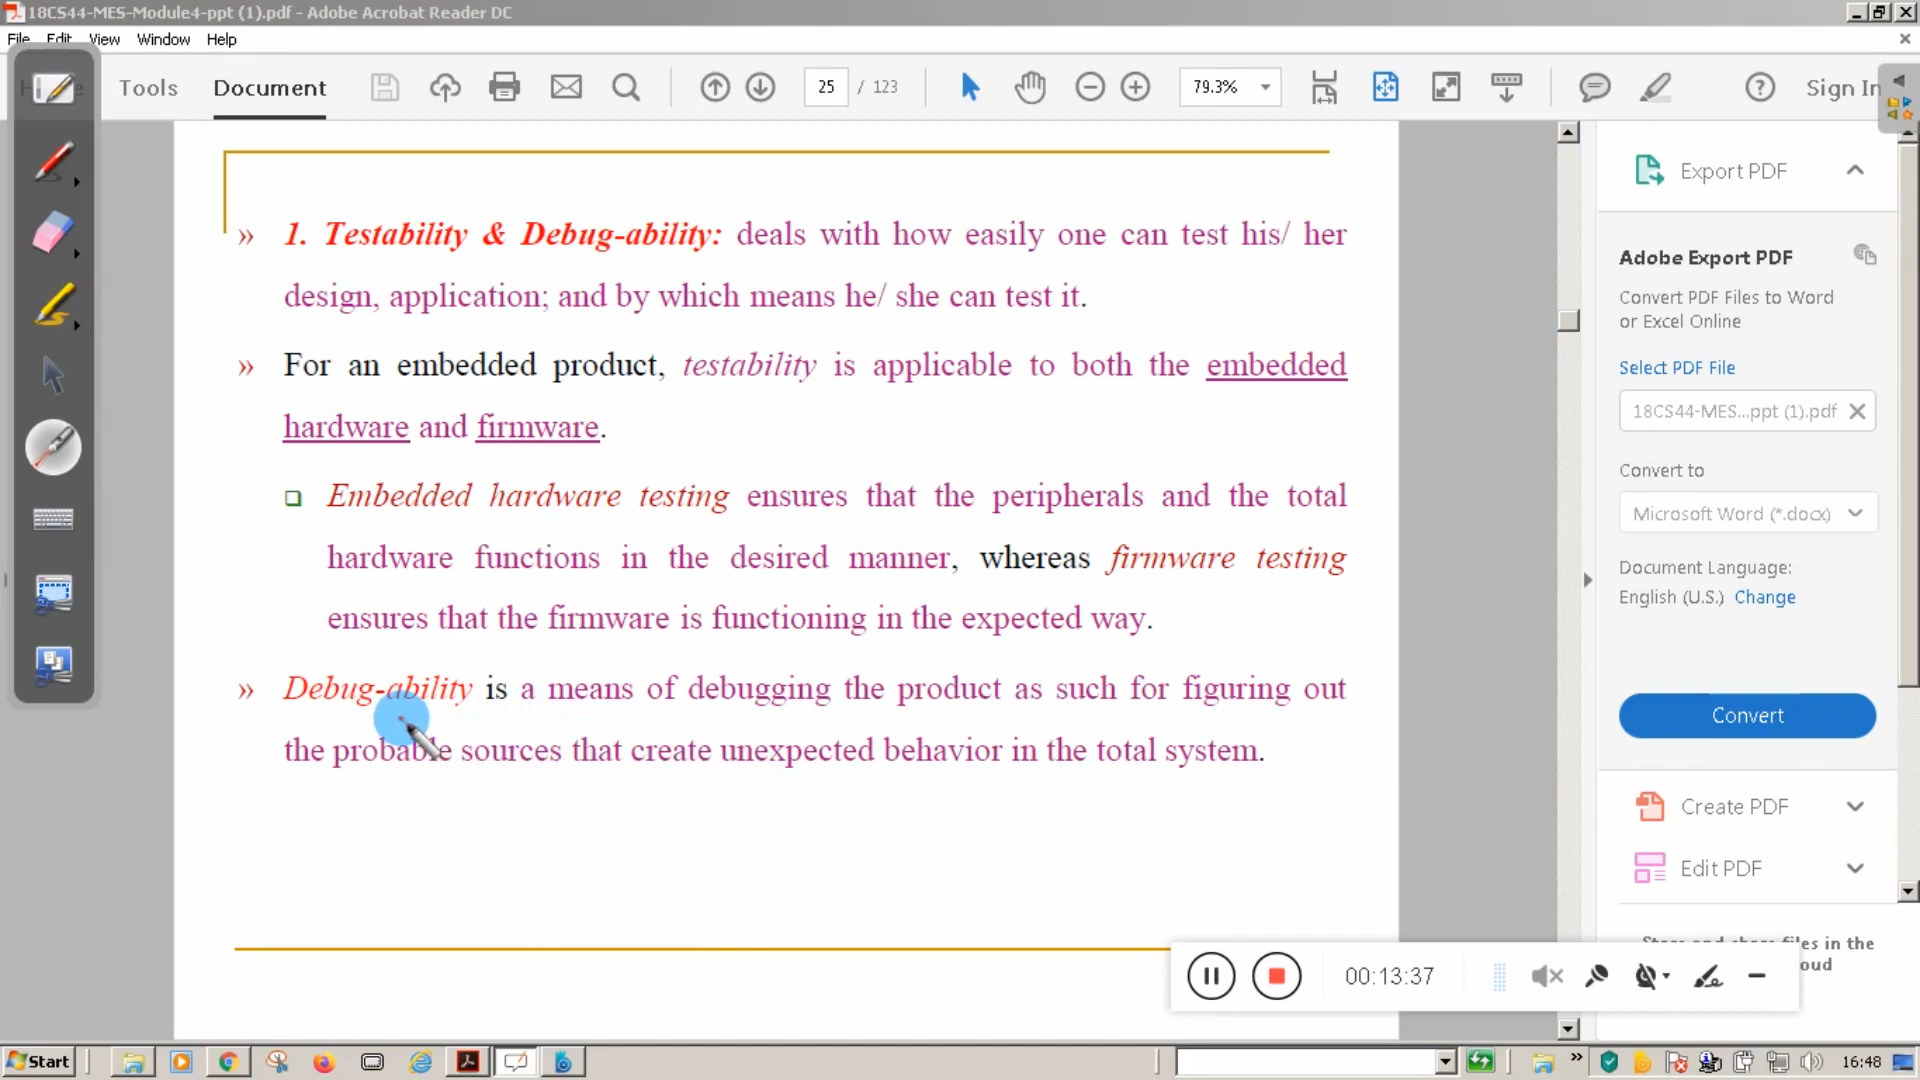 18CS44-MES-Module4-ppt (1).pdf - Adobe Acrobat Reader DC
File Edit View Window Help
Tools Document 25 / 123 79.3% Sign In
» 1. Testability & Debug-ability: deals with how easily one can test his/ her
design, application; and by which means he/ she can test it.
» For an embedded product, testability is applicable to both the embedded
hardware and firmware.
Embedded hardware testing ensures that the peripherals and the total
hardware functions in the desired manner, whereas firmware testing
ensures that the firmware is functioning in the expected way.
» Debug-ability is a means of debugging the product as such for figuring out
the probable sources that create unexpected behavior in the total system.
Export PDF
Adobe Export PDF
Convert PDF Files to Word
or Excel Online
Select PDF File
18CS44-MES...ppt (1).pdf
Convert to
Microsoft Word (*.docx)
Document Language:
English (U.S.) Change
Convert
Create PDF
Edit PDF
files in the
00:13:37
Start
16:48